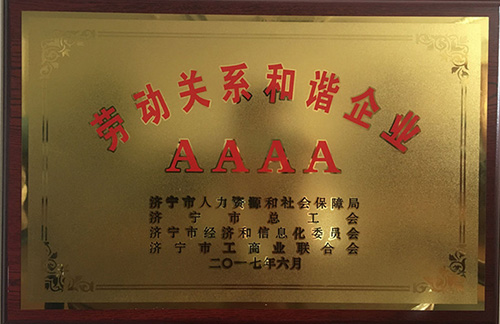 劳动关系和谐企业
AAAA
济宁市人力资源和社会保障局
济宁市总工会
济宁市经济和信息化委员会
济宁市工商业联合会
二〇一七年六月